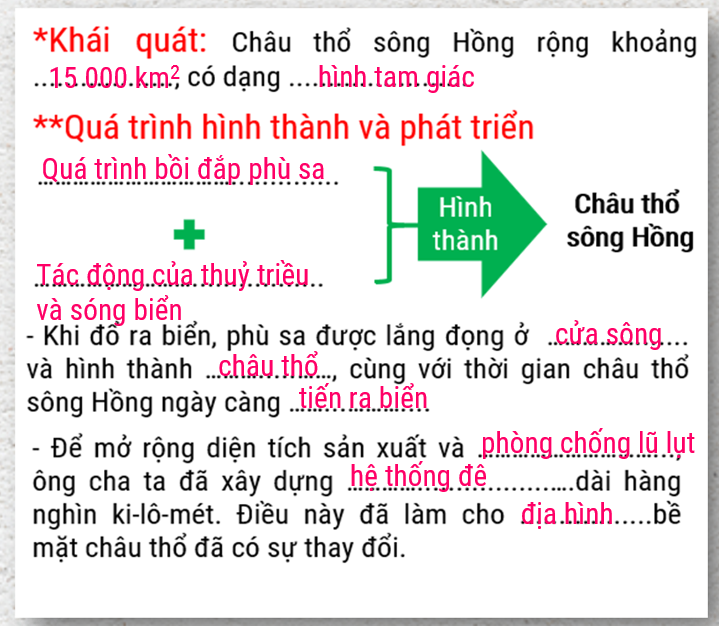 *Khái quát: Châu thổ sông Hồng rộng khoảng
...15.000 km²..., có dạng ....hình tam giác
**Quá trình hình thành và phát triển
Quá trình bồi đắp phù sa
Tác động của thuỷ triều
và sóng biển
Hình
thành
Châu thổ
sông Hồng
- Khi đổ ra biển, phù sa được lắng đọng ở ...cửa sông....
và hình thành ...châu thổ..., cùng với thời gian châu thổ
sông Hồng ngày càng ...tiến ra biển
- Để mở rộng diện tích sản xuất và phòng chống lũ lụt,
ông cha ta đã xây dựng hệ thống đê............dài hàng
nghìn ki-lô-mét. Điều này đã làm cho địa hình.....bề
mặt châu thổ đã có sự thay đổi.